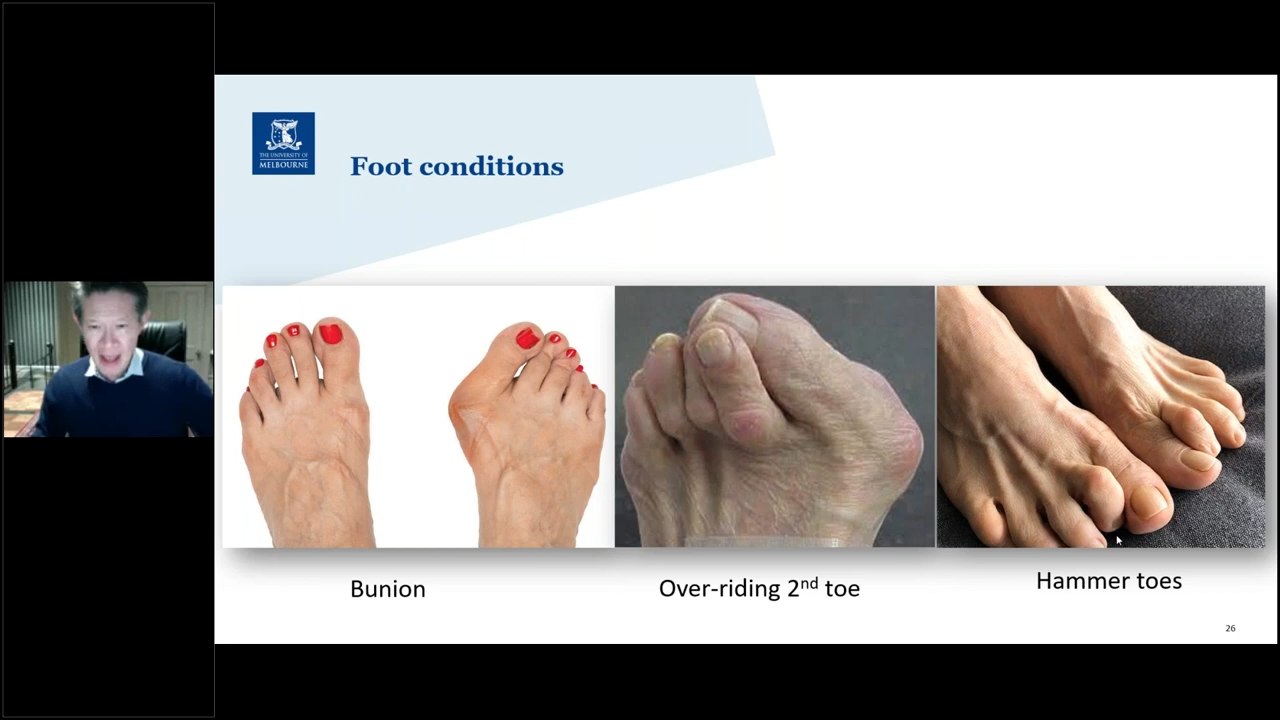 THE UNIVERSITY OF
MELBOURNE
Foot conditions
Bunion
Over-riding 2nd toe
Hammer toes
26